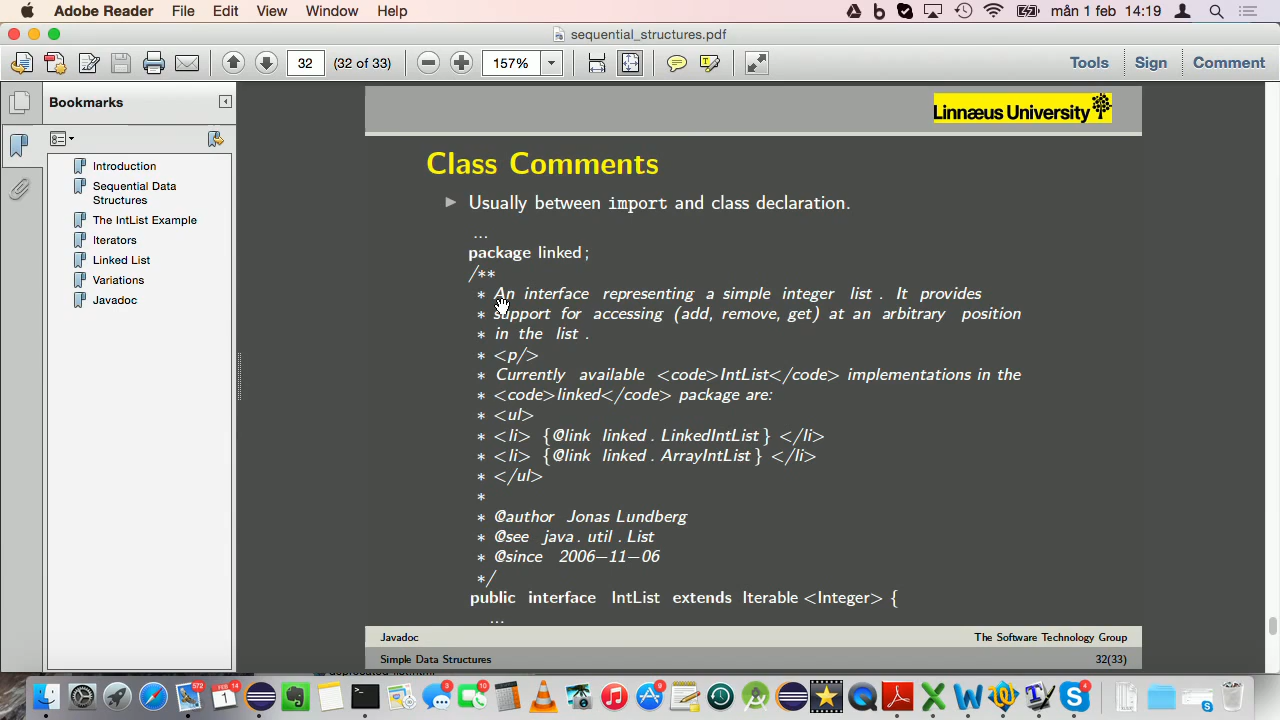 Adobe Reader File Edit View Window Help mån 1 feb 14:19
sequential_structures.pdf
32 (32 of 33) 157% Tools Sign Comment
Bookmarks
Introduction
Sequential Data
Structures
The IntList Example
Iterators
Linked List
Variations
Javadoc
Linnæus University
Class Comments
Usually between import and class declaration.
...
package linked;
/**
* An interface representing a simple integer list. It provides
* support for accessing (add, remove, get) at an arbitrary position
* in the list.
* <p/>
* Currently available <code>IntList</code> implementations in the
* <code>linked</code> package are:
* <ul>
* <li> {@link linked.LinkedIntList} </li>
* <li> {@link linked.ArrayIntList} </li>
* </ul>
*
* @author Jonas Lundberg
* @see java.util.List
* @since 2006-11-06
*/
public interface IntList extends Iterable<Integer> {
...
Javadoc The Software Technology Group
Simple Data Structures 32(33)